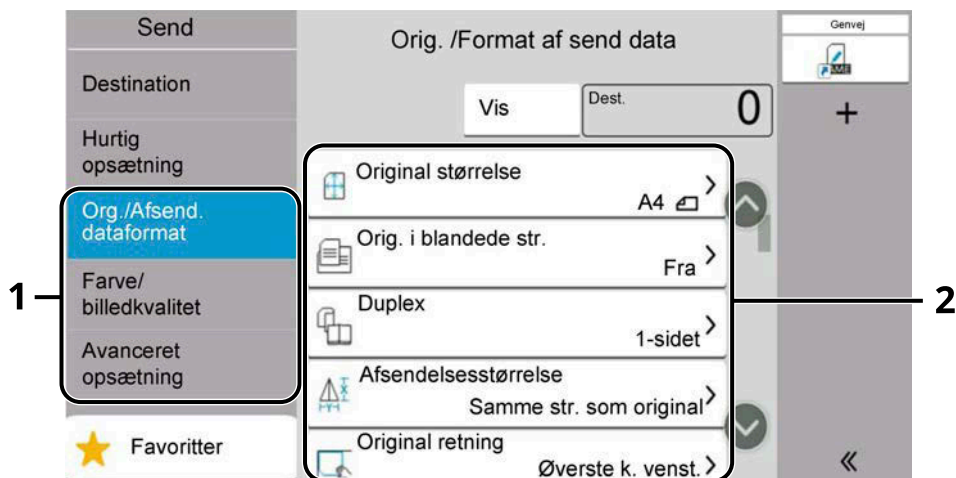 Send
Destination
Hurtig
opsætning
Org./Afsend.
dataformat
Farve/
billedkvalitet
Avanceret
opsætning
Favoritter
1
Orig. /Format af send data
Vis
Dest.
0
Original størrelse
A4
Orig. i blandede str.
Fra
Duplex
1-sidet
Afsendelsesstørrelse
Samme str. som original
Original retning
Øverste k. venst.
2
Genvej
+